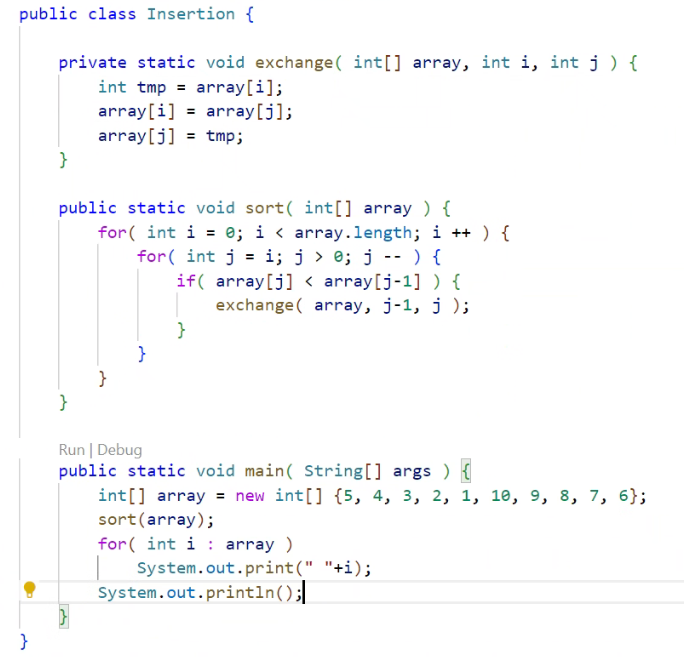 public class Insertion {
private static void exchange( int[] array, int i, int j ) {
int tmp = array[i];
array[i] = array[j];
array[j] = tmp;
}
public static void sort( int[] array ) {
for( int i = 0; i < array.length; i ++ ) {
for( int j = i; j > 0; j -- ) {
if( array[j] < array[j-1] ) {
exchange( array, j-1, j );
}
}
}
}
Run | Debug
public static void main( String[] args ) {
int[] array = new int[] {5, 4, 3, 2, 1, 10, 9, 8, 7, 6};
sort(array);
for( int i : array )
System.out.print(" "+i);
System.out.println();
}
}